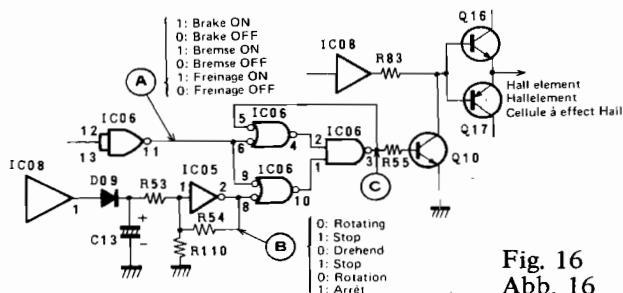 1: Brake ON
0: Brake OFF
1: Bremse ON
0: Bremse OFF
1: Freinage ON
0: Freinage OFF
Q16
IC08
R83
Hall element
Hallelement
Cellule à effect Hall
Q17
A
IC06
12
13
11
IC06
5
6
4
IC06
2
1
3
R55
Q10
C
IC08
1
D09
R53
IC05
1
2
R54
R110
C13
+
−
9
8
IC06
10
B
0: Rotating
1: Stop
0: Drehend
1: Stop
0: Rotation
1: Arrêt
Fig. 16
Abb. 16